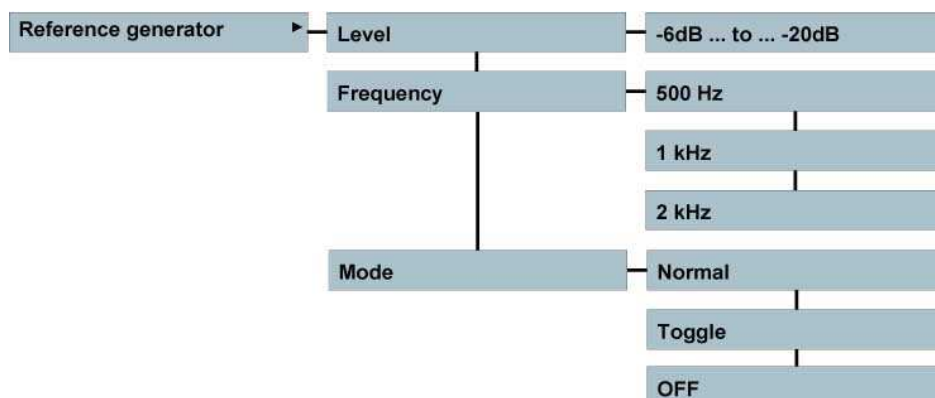 Reference generator
Level
-6dB ... to ... -20dB
Frequency
500 Hz
1 kHz
2 kHz
Mode
Normal
Toggle
OFF